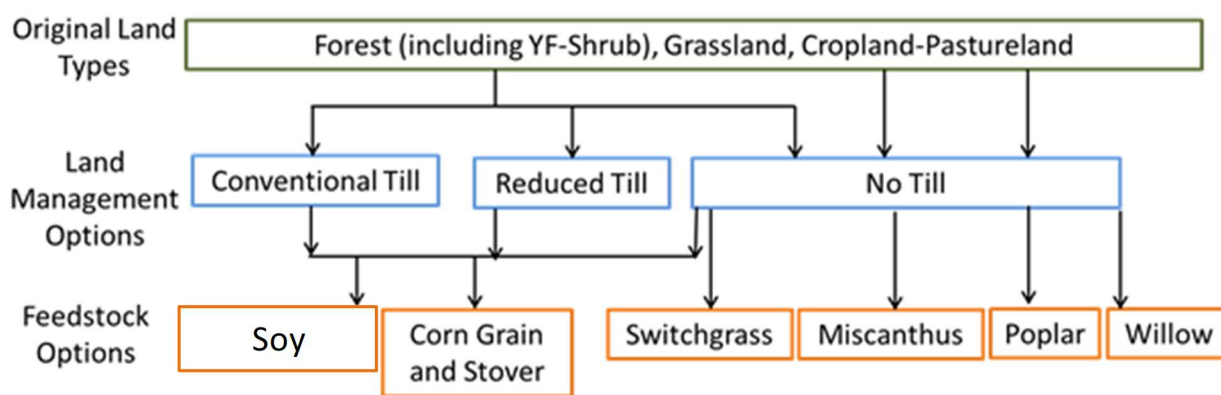 Original Land
Types
Forest (including YF-Shrub), Grassland, Cropland-Pastureland
Land
Management
Options
Conventional Till
Reduced Till
No Till
Feedstock
Options
Soy
Corn Grain
and Stover
Switchgrass
Miscanthus
Poplar
Willow